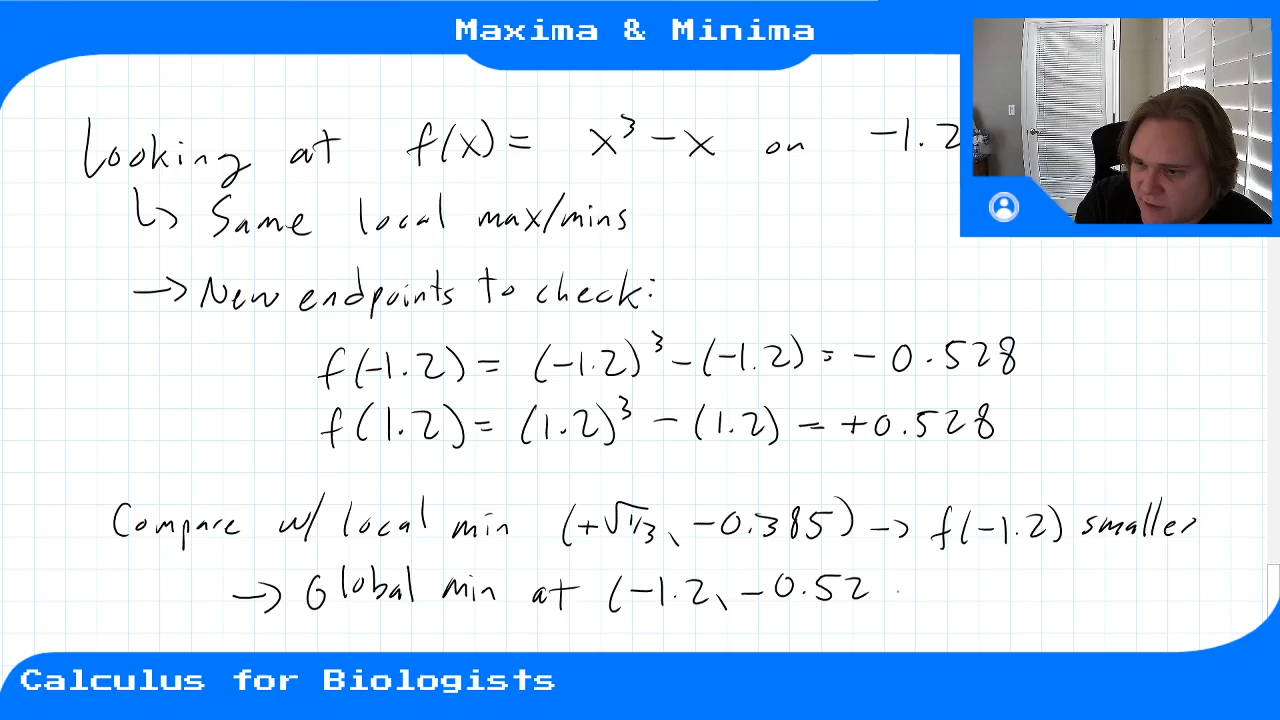 Maxima & Minima
Looking at f(x) = x³ - x on -1.2
↳ Same local max/mins
→ New endpoints to check:
f(-1.2) = (-1.2)³ - (-1.2) = - 0.528
f(1.2) = (1.2)³ - (1.2) = +0.528
Compare w/ local min (+√1/3, -0.385) → f(-1.2) smaller
→ Global min at (-1.2, -0.52
Calculus for Biologists